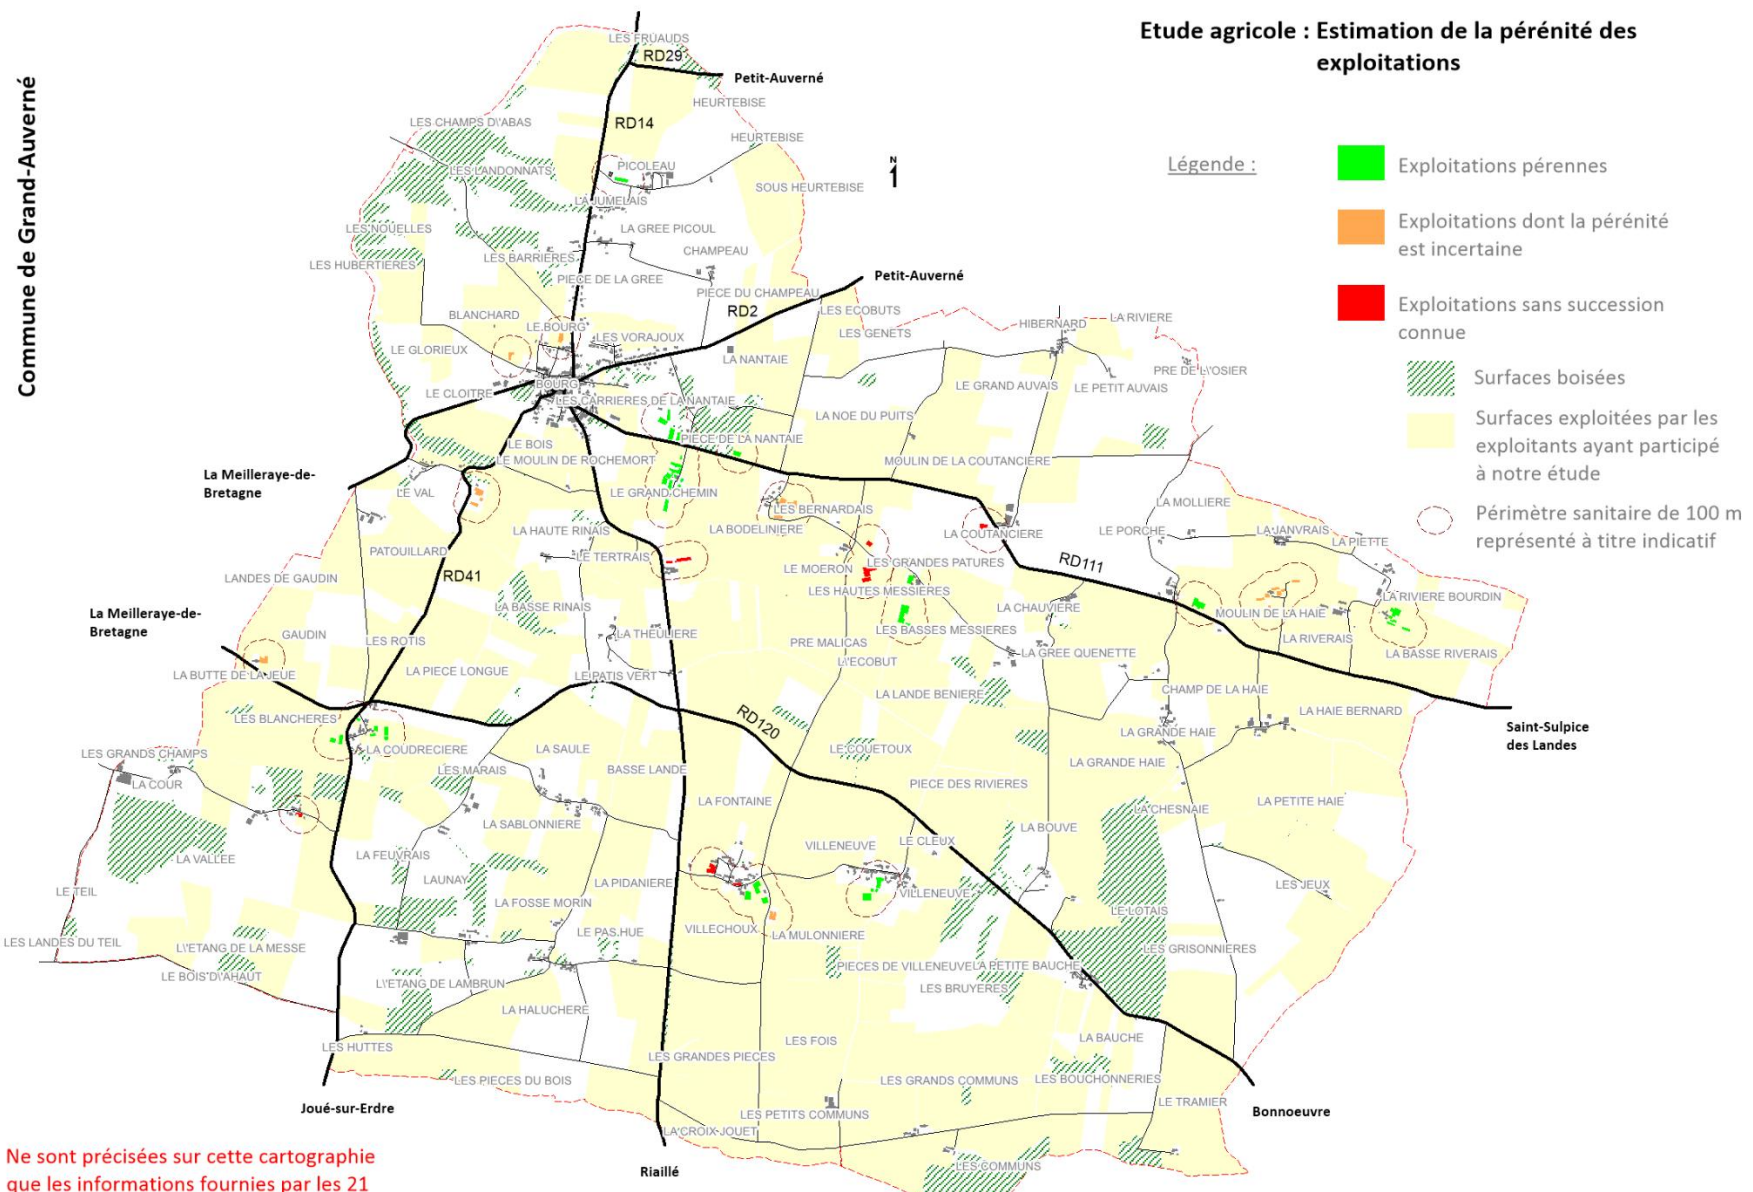 Commune de Grand-Auverné
Etude agricole : Estimation de la pérénité des
exploitations
Légende :
Exploitations pérennes
Exploitations dont la pérénité
est incertaine
Exploitations sans succession
connue
Surfaces boisées
Surfaces exploitées par les
exploitants ayant participé
à notre étude
Périmètre sanitaire de 100 m
représenté à titre indicatif
N
1
LES FRUAUDS
RD29
Petit-Auverné
HEURTEBISE
LES CHAMPS D\'ABAS
RD14
HEURTEBISE
LES LANDONNATS
PICOLEAU
SOUS HEURTEBISE
LA JUMELAIS
LES NOUELLES
LA GREE PICOUL
LES BARRIERES
CHAMPEAU
LES HUBERTIERES
PIECE DE LA GREE
Petit-Auverné
PIECE DU CHAMPEAU
RD2
LES ECOBUTS
BLANCHARD
LE BOURG
LES VORAJOUX
LES GENETS
HIBERNARD
LA RIVIERE
LE GLORIEUX
LA NANTAIE
PRE DE L\'OSIER
LE CLOITRE
BOURG
LE GRAND AUVAIS
LE PETIT AUVAIS
LES CARRIERES DE LA NANTAIE
LA NOE DU PUITS
LE BOIS
PIECE DE LA NANTAIE
LE MOULIN DE ROCHEMORT
MOULIN DE LA COUTANCIERE
La Meilleraye-de-
Bretagne
LE VAL
LE GRAND CHEMIN
LES BERNARDAIS
LA MOLLIERE
LA HAUTE RINAIS
LA BODELINIERE
LA COUTANCIERE
LE PORCHE
LA JANVRAIS
LA PIETTE
PATOUILLARD
LE TERTRAIS
LE MOERON
LES GRANDES PATURES
RD111
LANDES DE GAUDIN
RD41
LES HAUTES MESSIERES
LA RIVIERE BOURDIN
La Meilleraye-de-
Bretagne
LA BASSE RINAIS
LA CHAUVIERE
MOULIN DE LA HAIE
GAUDIN
LES ROTIS
LA THEULIERE
PRE MALICAS
LES BASSES MESSIERES
LA RIVERAIS
LA BASSE RIVERAIS
LA BUTTE DE LA JEUE
LA PIECE LONGUE
LE PATIS VERT
L\'ECOBUT
LA GREE QUENETTE
LA LANDE BENIERE
CHAMP DE LA HAIE
LES BLANCHERES
RD120
LA HAIE BERNARD
LA GRANDE HAIE
Saint-Sulpice
des Landes
LES GRANDS CHAMPS
LA COUDRECIERE
LA SAULE
LE COUETOUX
LA COUR
LES MARAIS
BASSE LANDE
LA GRANDE HAIE
PIECE DES RIVIERES
LA FONTAINE
LA CHESNAIE
LA PETITE HAIE
LA SABLONNIERE
LA BOUVE
LA VALLEE
LA FEUVRAIS
VILLENEUVE
LE CLEUX
LE TEIL
LAUNAY
LA PIDANIERE
VILLENEUVE
LES JEUX
LA FOSSE MORIN
LE LOTAIS
LES LANDES DU TEIL
L\'ETANG DE LA MESSE
LE PAS HUE
VILLECHOUX
LA MULONNIERE
LES GRISONNIERES
LE BOIS D\'AHAUT
PIECES DE VILLENEUVE
LA PETITE BAUCHE
L\'ETANG DE LAMBRUN
LES BRUYERES
LA HALUCHERE
LES HUTTES
LES FOIS
LA BAUCHE
LES GRANDES PIECES
LES PIECES DU BOIS
LES GRANDS COMMUNS
LES BOUCHONNERIES
Joué-sur-Erdre
LES PETITS COMMUNS
LE TRAMIER
Bonnoeuvre
LA CROIX JOUET
Riaillé
LES COMMUNS
Ne sont précisées sur cette cartographie
que les informations fournies par les 21